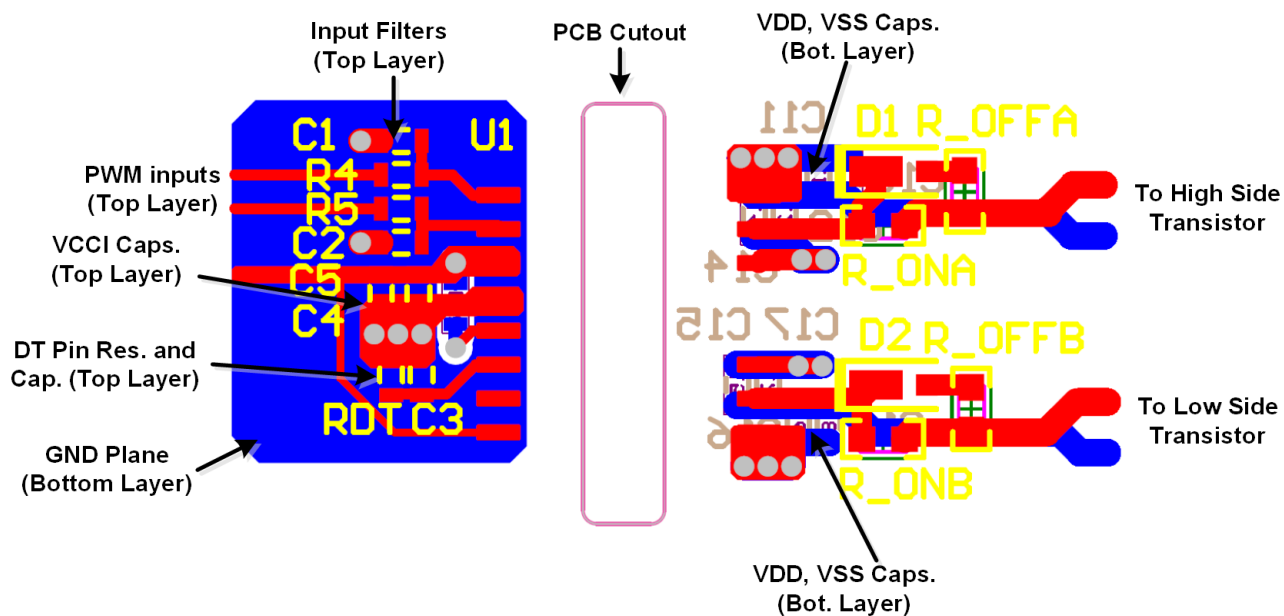 Input Filters
(Top Layer)
PCB Cutout
VDD, VSS Caps.
(Bot. Layer)
C1
U1
C11
D1 R_OFFA
PWM inputs
(Top Layer)
R4
R5
To High Side
Transistor
C2
VCCI Caps.
(Top Layer)
C5
C14
R_ONA
C4
C15
C17
D2 R_OFFB
DT Pin Res. and
Cap. (Top Layer)
RDT C3
To Low Side
Transistor
GND Plane
(Bottom Layer)
R_ONB
VDD, VSS Caps.
(Bot. Layer)